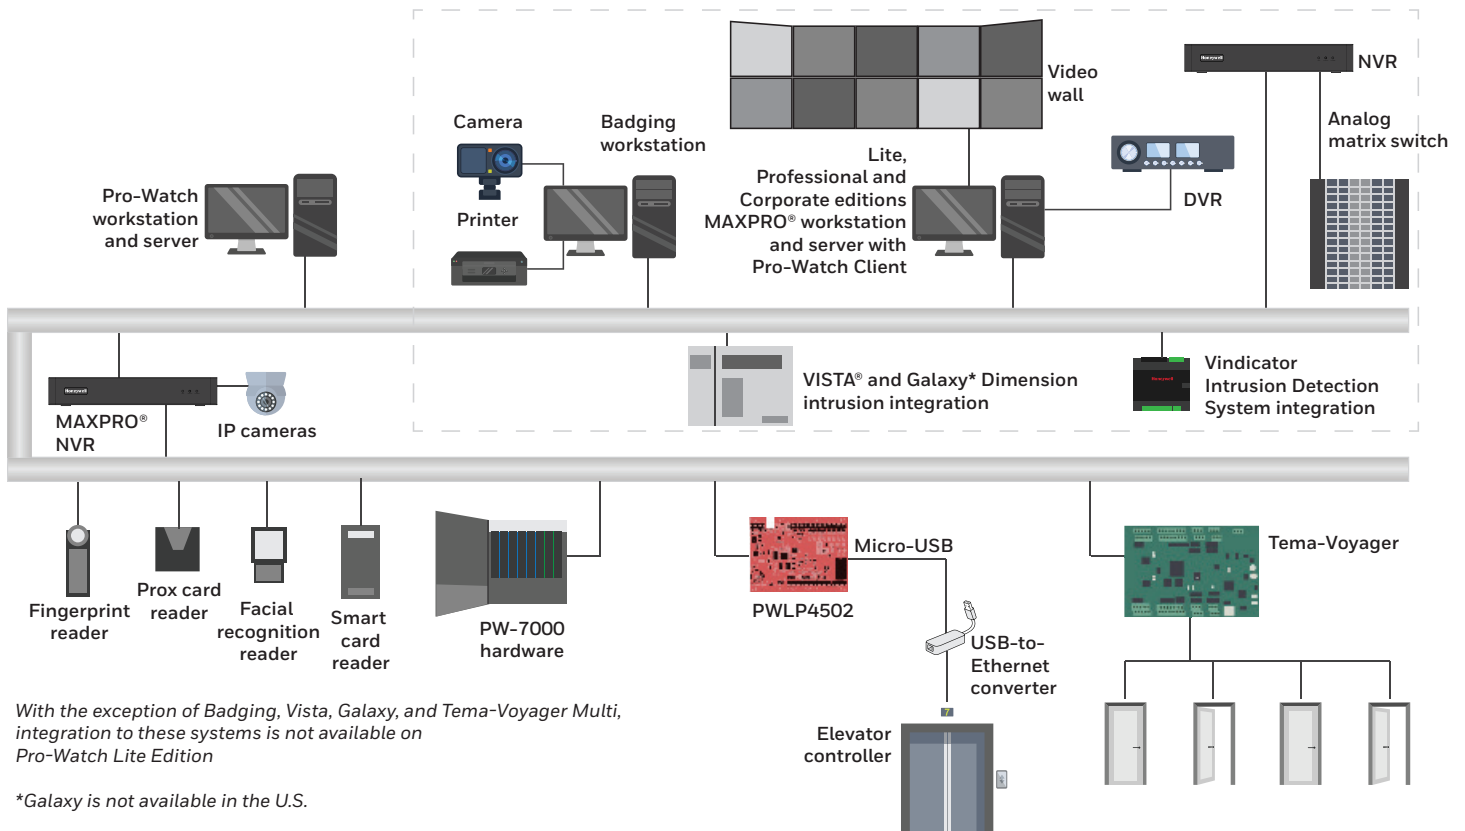 Honeywell
NVR
Video
wall
Camera
Badging
workstation
Analog
matrix switch
Lite,
Professional and
Corporate editions
MAXPRO® workstation
and server with
Pro-Watch Client
DVR
Pro-Watch
workstation
and server
Printer
VISTA® and Galaxy* Dimension
intrusion integration
Honeywell
Vindicator
Intrusion Detection
System integration
Honeywell
MAXPRO®
NVR
IP cameras
Fingerprint
reader
Prox card
reader
Facial
recognition
reader
Smart
card
reader
PW-7000
hardware
Micro-USB
PWLP4502
Tema-Voyager
USB-to-
Ethernet
converter
7
Elevator
controller
With the exception of Badging, Vista, Galaxy, and Tema-Voyager Multi,
integration to these systems is not available on
Pro-Watch Lite Edition
*Galaxy is not available in the U.S.